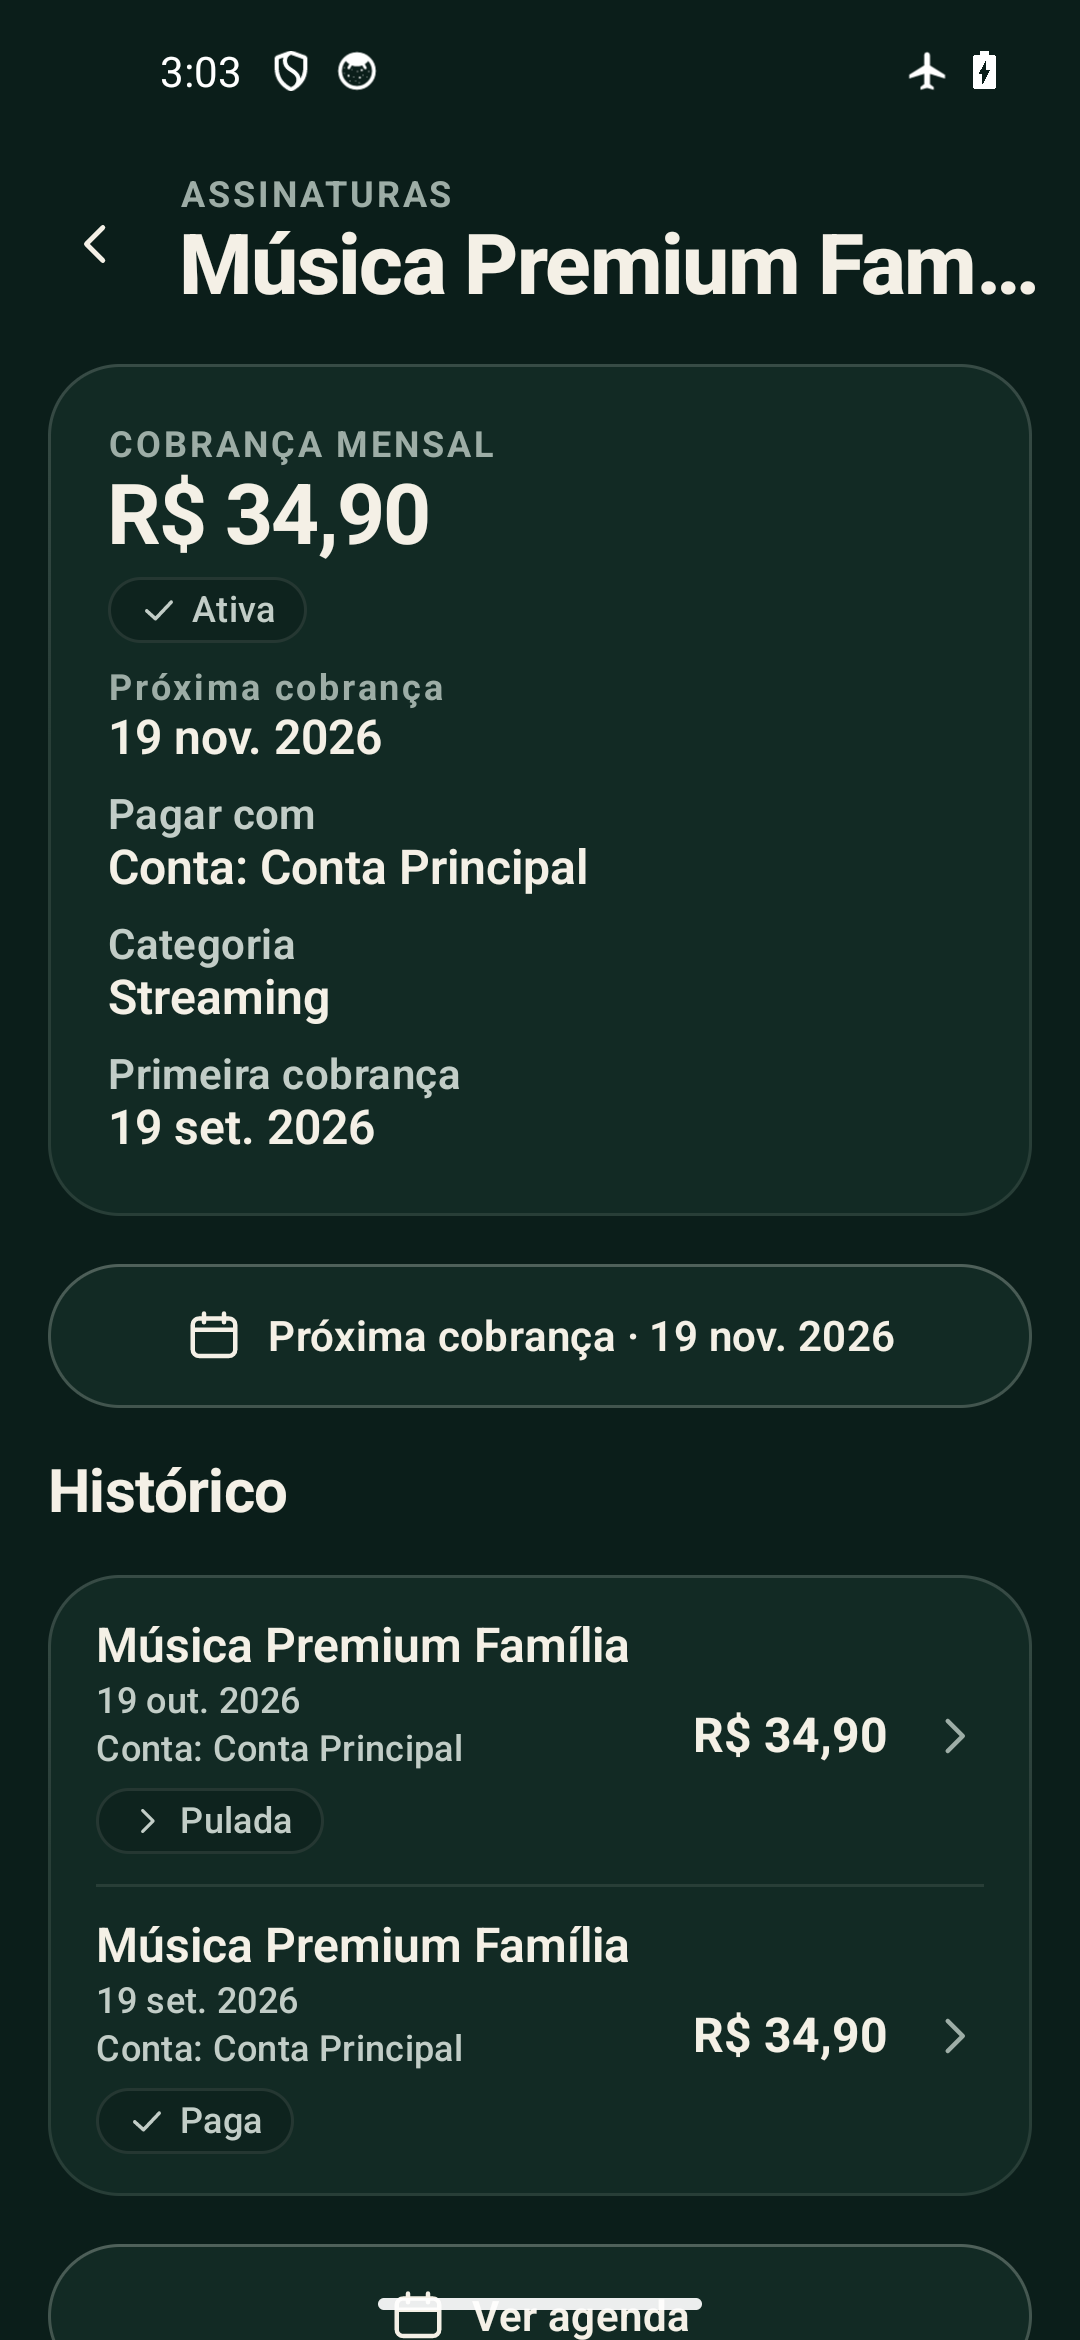 3:03
ASSINATURAS
Música Premium Fam...
COBRANÇA MENSAL
R$ 34,90
Ativa
Próxima cobrança
19 nov. 2026
Pagar com
Conta: Conta Principal
Categoria
Streaming
Primeira cobrança
19 set. 2026
Próxima cobrança · 19 nov. 2026
Histórico
Música Premium Família
19 out. 2026
Conta: Conta Principal
R$ 34,90
Pulada
Música Premium Família
19 set. 2026
Conta: Conta Principal
R$ 34,90
Paga
Ver agenda